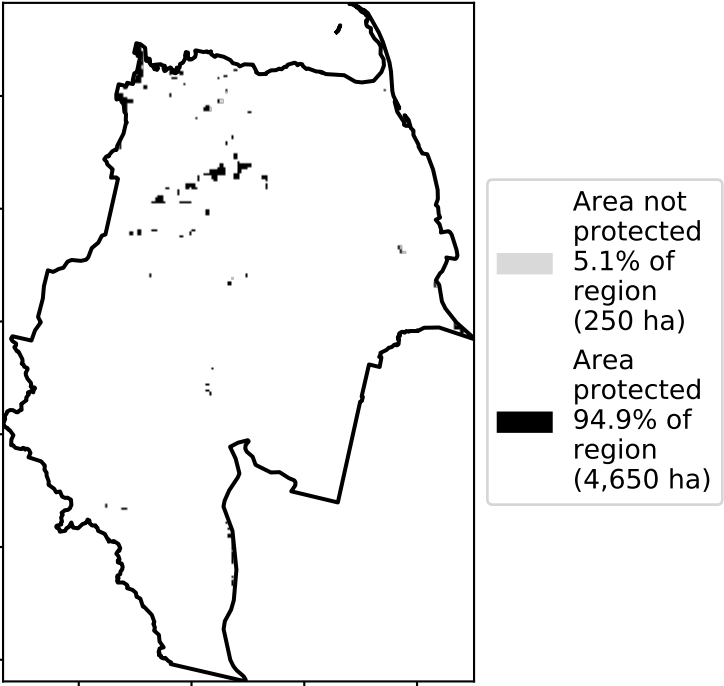 Area not
protected
5.1% of
region
(250 ha)
Area
protected
94.9% of
region
(4,650 ha)